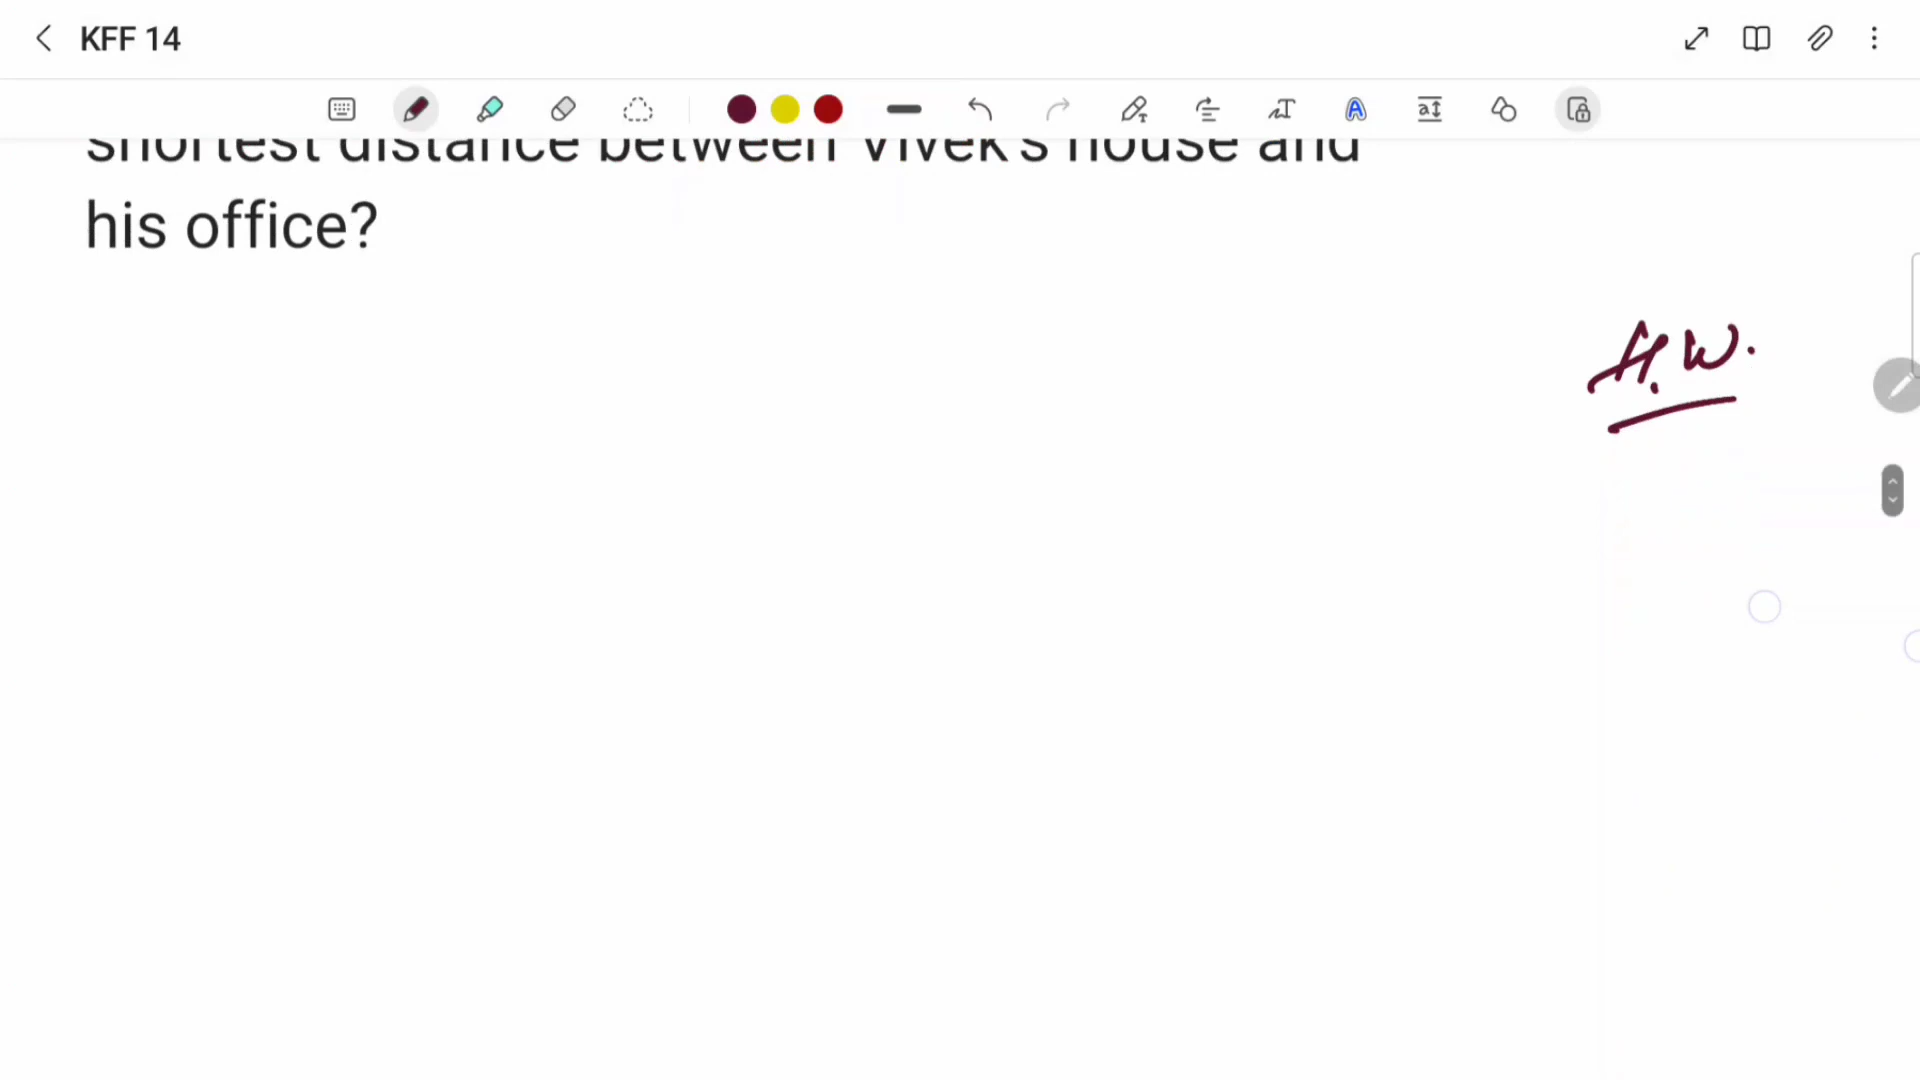 KFF 14
shortest distance between Vivek's house and
his office?
H.W.